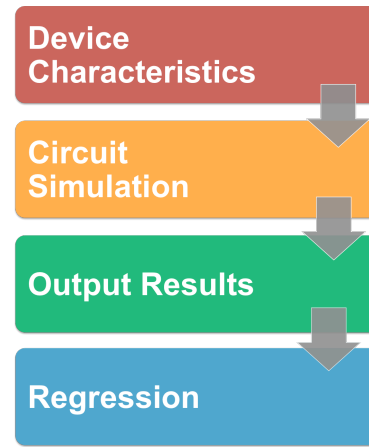 Device
Characteristics
Circuit
Simulation
Output Results
Regression